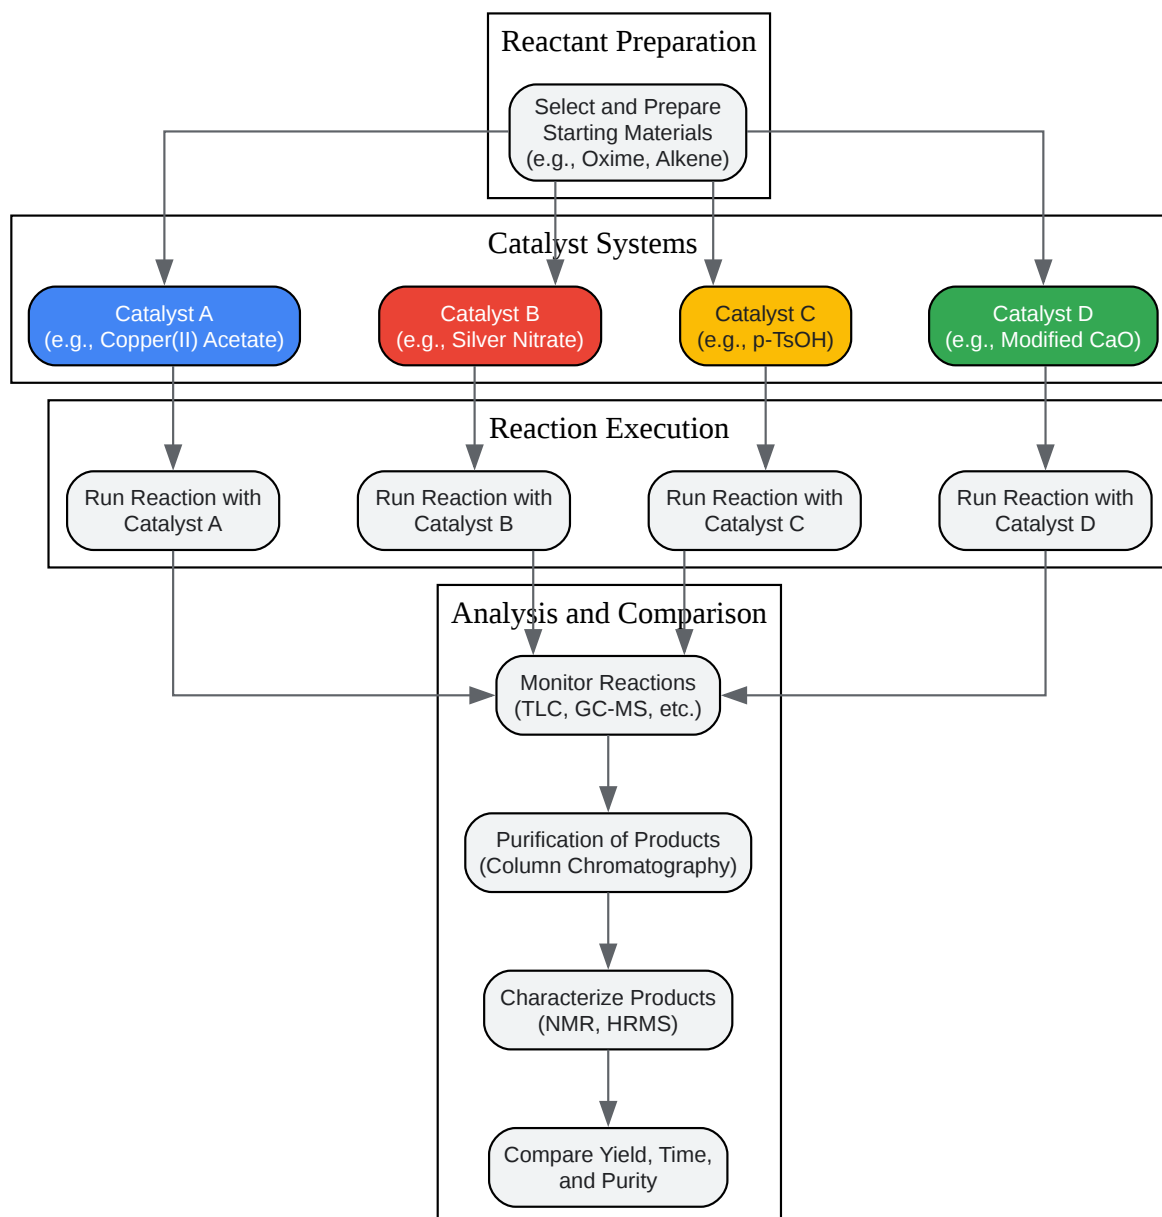 Reactant Preparation
Select and Prepare
Starting Materials
(e.g., Oxime, Alkene)
Catalyst Systems
Catalyst A
(e.g., Copper(II) Acetate)
Catalyst B
(e.g., Silver Nitrate)
Catalyst C
(e.g., p-TsOH)
Catalyst D
(e.g., Modified CaO)
Reaction Execution
Run Reaction with
Catalyst A
Run Reaction with
Catalyst B
Run Reaction with
Catalyst C
Run Reaction with
Catalyst D
Analysis and Comparison
Monitor Reactions
(TLC, GC-MS, etc.)
Purification of Products
(Column Chromatography)
Characterize Products
(NMR, HRMS)
Compare Yield, Time,
and Purity